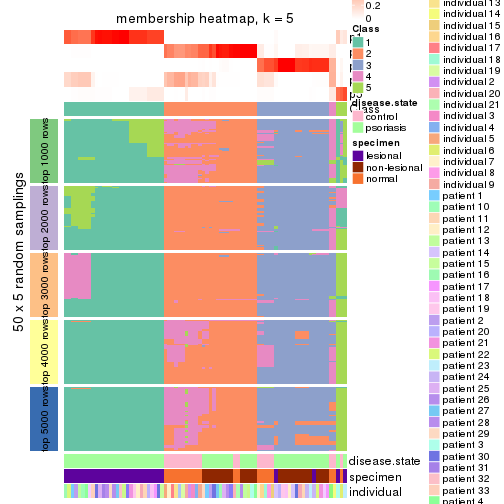 membership heatmap, k = 5
0.2
0
Class
1
2
3
4
5
Class
disease.state
control
psoriasis
specimen
lesional
non-lesional
normal
50 x 5 random samplings
top 1000 rows
top 2000 rows
top 3000 rows
top 4000 rows
top 5000 rows
disease.state
specimen
individual
individual 13
individual 14
individual 15
individual 16
individual 17
individual 18
individual 19
individual 2
individual 20
individual 21
individual 3
individual 4
individual 5
individual 6
individual 7
individual 8
individual 9
patient 1
patient 10
patient 11
patient 12
patient 13
patient 14
patient 15
patient 16
patient 17
patient 18
patient 19
patient 2
patient 20
patient 21
patient 22
patient 23
patient 24
patient 25
patient 26
patient 27
patient 28
patient 29
patient 3
patient 30
patient 31
patient 32
patient 33
patient 4